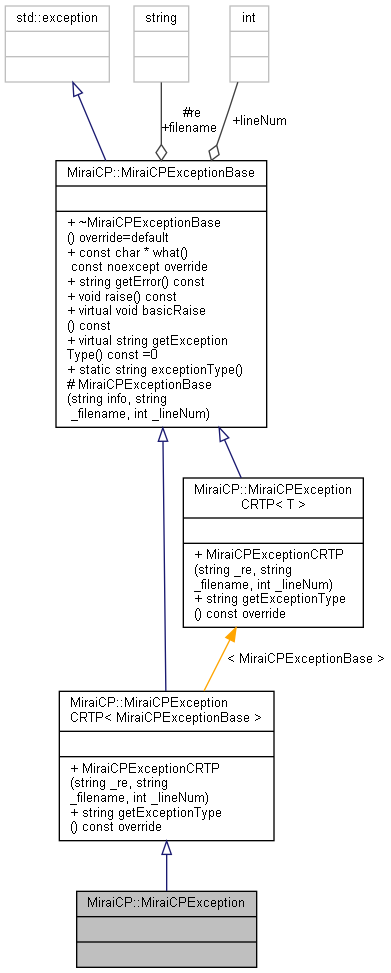 std::exception
string
int
#re
+filename
+lineNum
MiraiCP::MiraiCPExceptionBase
+ ~MiraiCPExceptionBase
() override=default
+ const char * what()
const noexcept override
+ string getError() const
+ void raise() const
+ virtual void basicRaise
() const
+ virtual string getException
Type() const =0
+ static string exceptionType()
# MiraiCPExceptionBase
(string info, string
_filename, int _lineNum)
MiraiCP::MiraiCPException
CRTP< T >
+ MiraiCPExceptionCRTP
(string _re, string
_filename, int _lineNum)
+ string getExceptionType
() const override
< MiraiCPExceptionBase >
MiraiCP::MiraiCPException
CRTP< MiraiCPExceptionBase >
+ MiraiCPExceptionCRTP
(string _re, string
_filename, int _lineNum)
+ string getExceptionType
() const override
MiraiCP::MiraiCPException